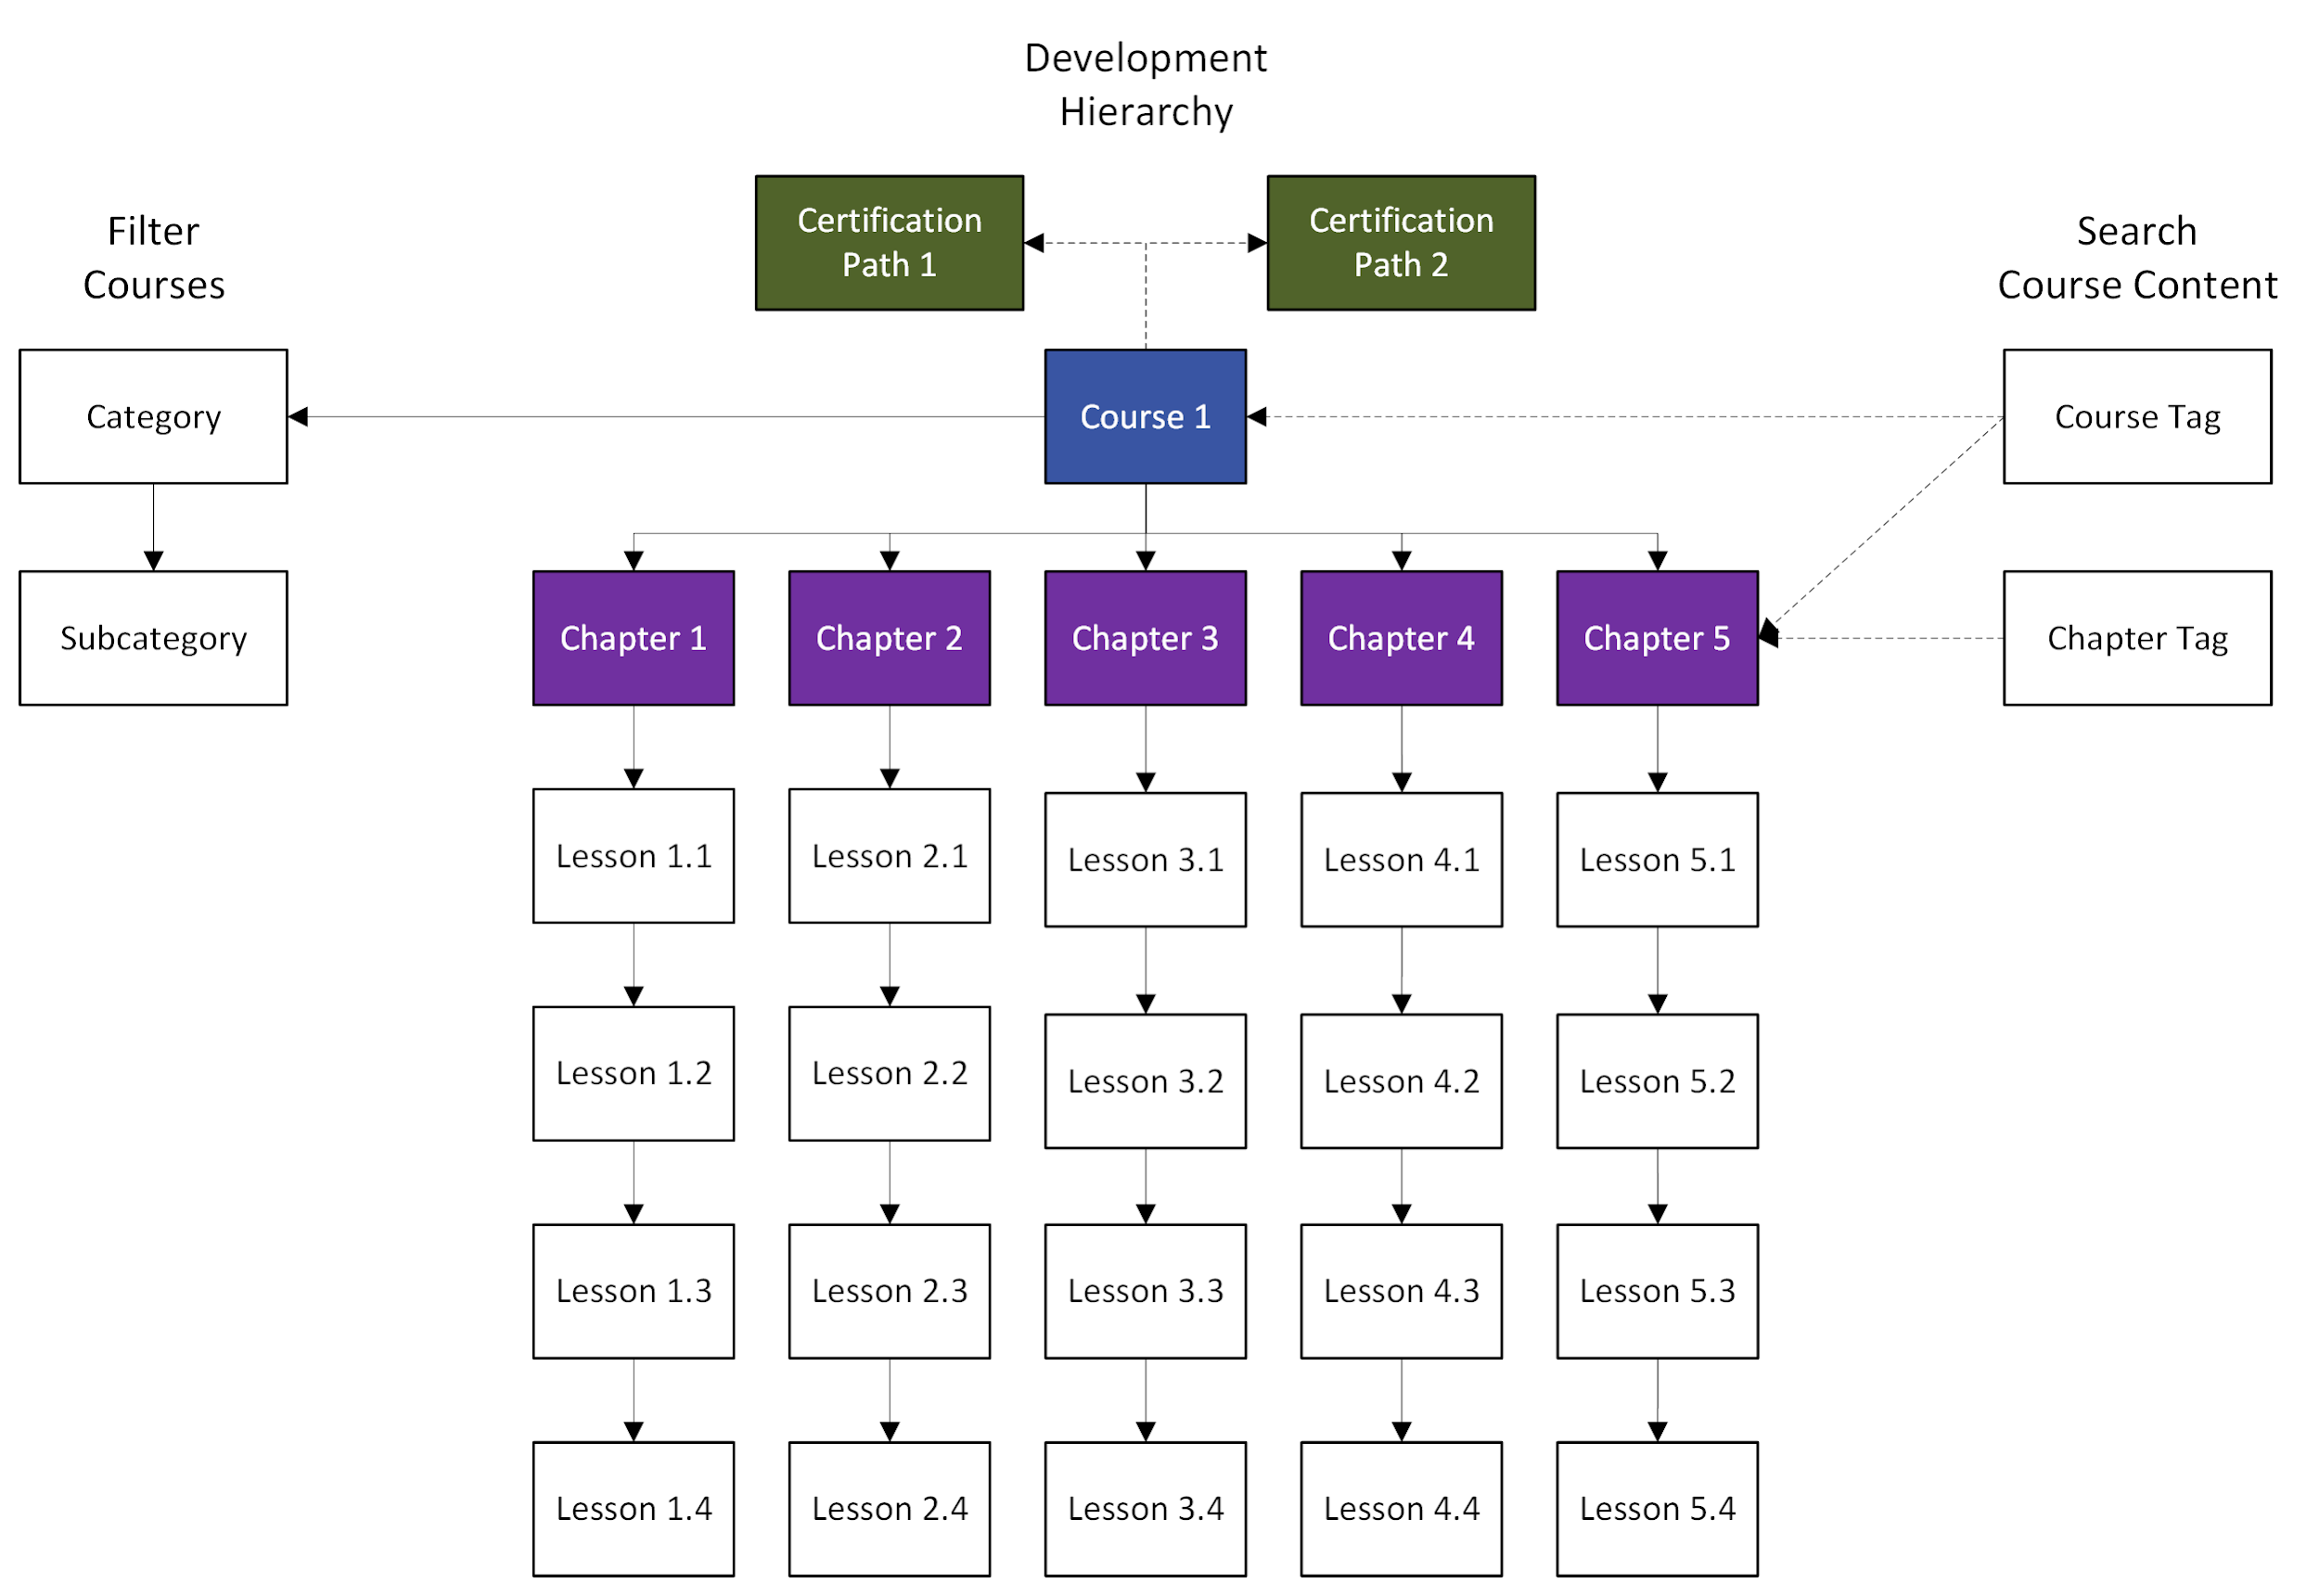 Development
Hierarchy
Certification
Path 1
Certification
Path 2
Filter
Courses
Search
Course Content
Category
Course 1
Course Tag
Subcategory
Chapter 1
Chapter 2
Chapter 3
Chapter 4
Chapter 5
Chapter Tag
Lesson 1.1
Lesson 2.1
Lesson 3.1
Lesson 4.1
Lesson 5.1
Lesson 1.2
Lesson 2.2
Lesson 3.2
Lesson 4.2
Lesson 5.2
Lesson 1.3
Lesson 2.3
Lesson 3.3
Lesson 4.3
Lesson 5.3
Lesson 1.4
Lesson 2.4
Lesson 3.4
Lesson 4.4
Lesson 5.4